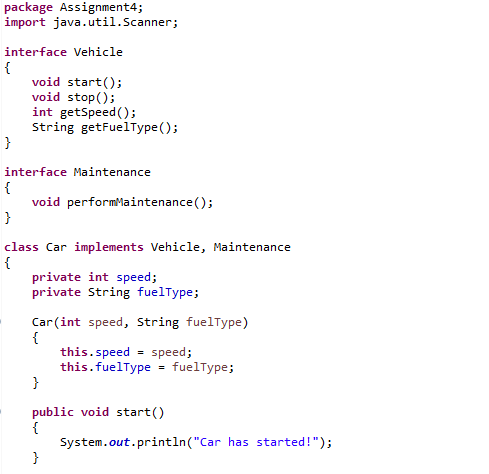 package Assignment4;
import java.util.Scanner;
interface Vehicle
{
void start();
void stop();
int getSpeed();
String getFuelType();
}
interface Maintenance
{
void performMaintenance();
}
class Car implements Vehicle, Maintenance
{
private int speed;
private String fuelType;
Car(int speed, String fuelType)
{
this.speed = speed;
this.fuelType = fuelType;
}
public void start()
{
System.out.println("Car has started!");
}